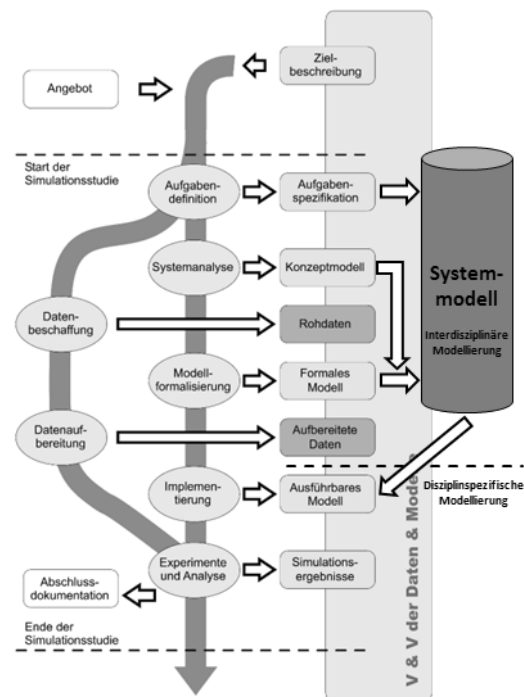 Ziel-
beschreibung
Angebot
Start der
Simulationsstudie
Aufgaben-
definition
Aufgaben-
spezifikation
Systemanalyse
Konzeptmodell
System-
modell
Interdisziplinäre
Modellierung
Daten-
beschaffung
Rohdaten
Modell-
formalisierung
Formales
Modell
Datenauf-
bereitung
Aufbereitete
Daten
Implemen-
tierung
Ausführbares
Modell
Disziplinspezifische
Modellierung
Experimente
und Analyse
Simulations-
ergebnisse
Abschluss-
dokumentation
Ende der
Simulationsstudie
V & V der Daten & Modelle